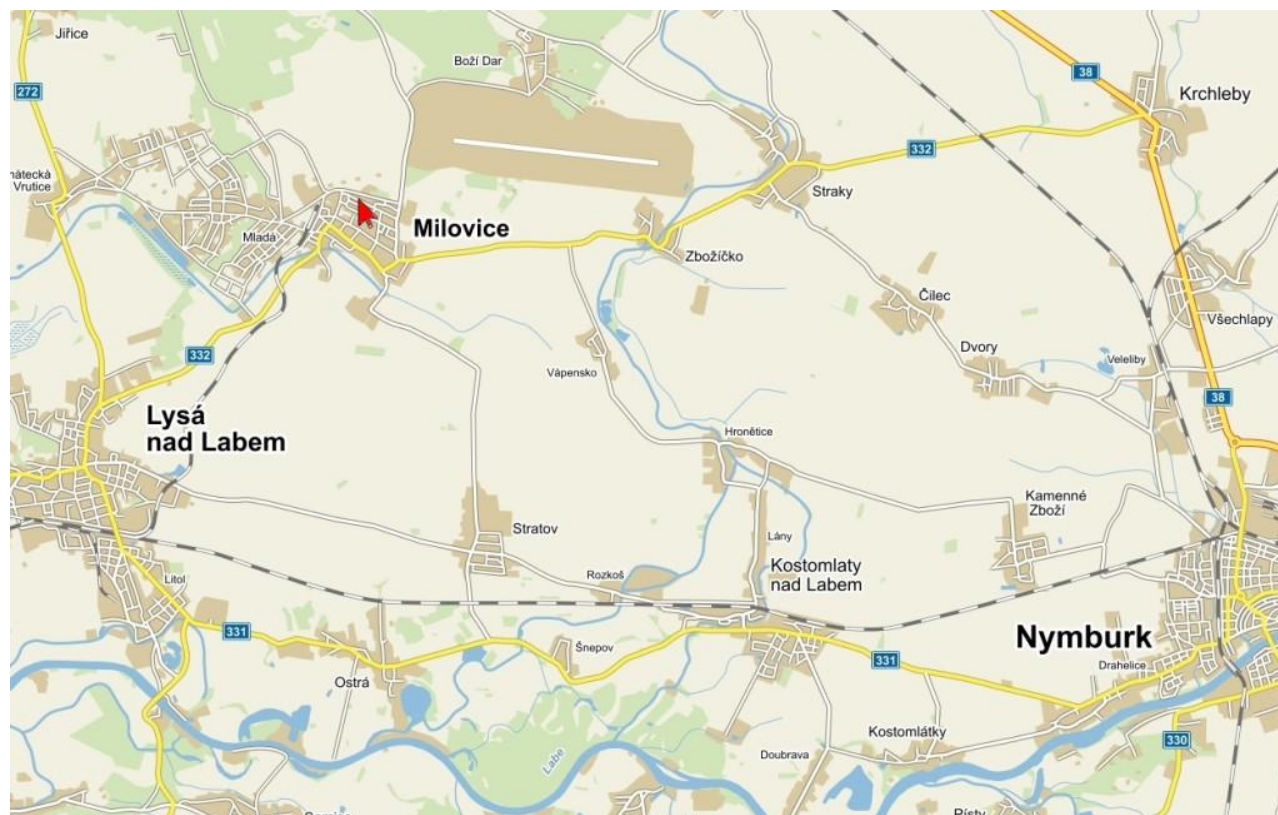 Jiřice
Boží Dar
38
272
Krchleby
332
Vrutice
Straky
Mladá
Milovice
Zbožíčko
Čilec
Všechlapy
332
Dvory
Veleliby
Vápensko
38
Lysá
nad Labem
Hronětice
Kamenné
Zboží
Stratov
Lány
Kostomlaty
nad Labem
Rozkoš
Litol
331
Nymburk
Šnepov
331
Drahelice
Ostrá
Kostomlátky
330
Doubrava
Labe